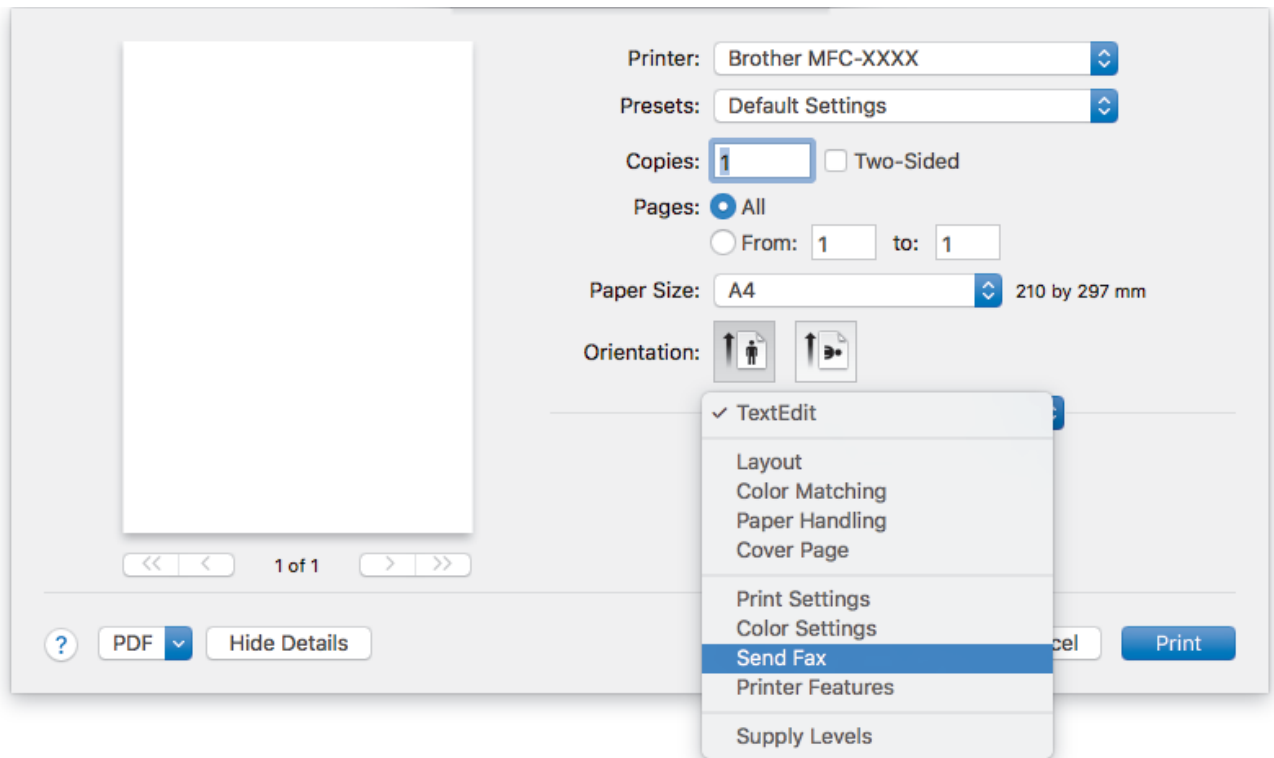 Printer: Brother MFC-XXXX
Presets: Default Settings
Copies: 1 Two-Sided
Pages: All
From: 1 to: 1
Paper Size: A4 210 by 297 mm
Orientation:
✓ TextEdit
Layout
Color Matching
Paper Handling
Cover Page
<< < 1 of 1 > >>
Print Settings
Color Settings
? PDF Hide Details cel Print
Send Fax
Printer Features
Supply Levels